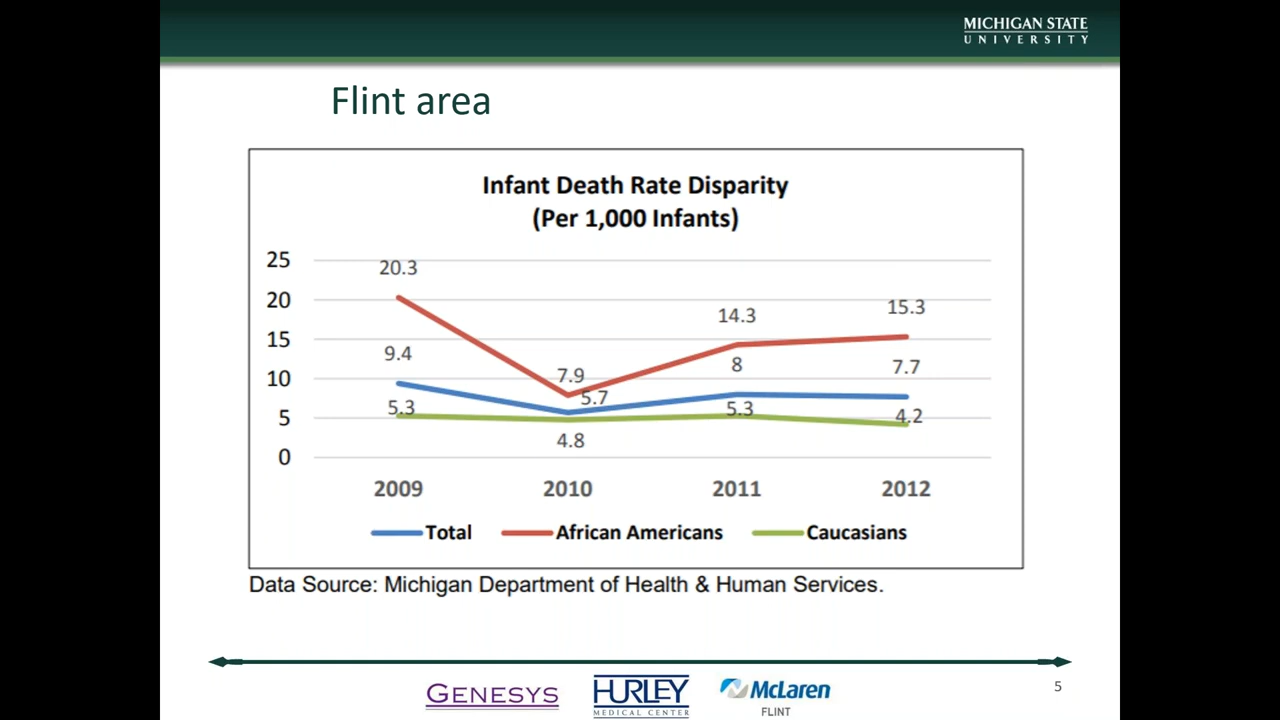 MICHIGAN STATE
UNIVERSITY
Flint area
Infant Death Rate Disparity
(Per 1,000 Infants)
25
20
15
10
5
0
20.3
7.9
14.3
15.3
9.4
5.7
8
7.7
5.3
4.8
5.3
4.2
2009 2010 2011 2012
Total African Americans Caucasians
Data Source: Michigan Department of Health & Human Services.
GENESYS
HURLEY
MEDICAL CENTER
McLaren
FLINT
5